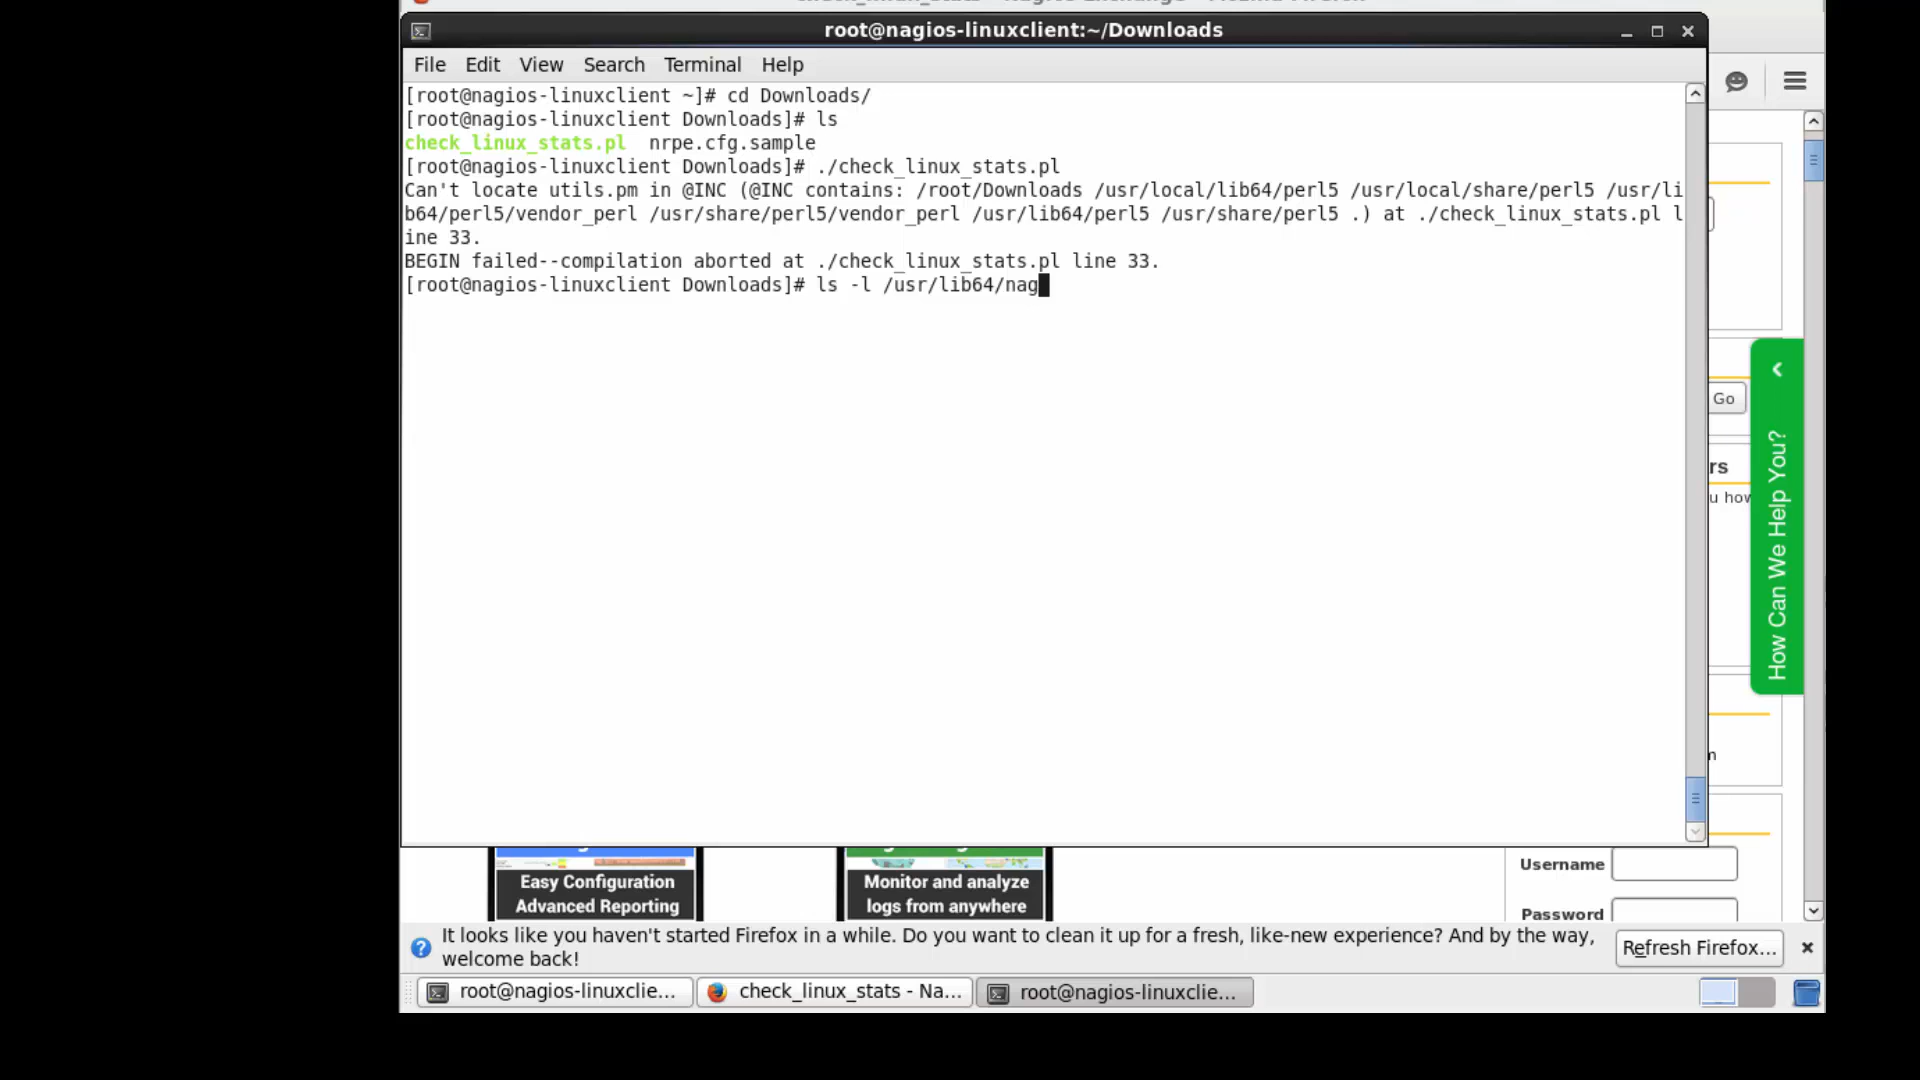 root@nagios-linuxclient:~/Downloads
File Edit View Search Terminal Help
[root@nagios-linuxclient ~]# cd Downloads/
[root@nagios-linuxclient Downloads]# ls
check_linux_stats.pl  nrpe.cfg.sample
[root@nagios-linuxclient Downloads]# ./check_linux_stats.pl
Can't locate utils.pm in @INC (@INC contains: /root/Downloads /usr/local/lib64/perl5 /usr/local/share/perl5 /usr/li
b64/perl5/vendor_perl /usr/share/perl5/vendor_perl /usr/lib64/perl5 /usr/share/perl5 .) at ./check_linux_stats.pl l
ine 33.
BEGIN failed--compilation aborted at ./check_linux_stats.pl line 33.
[root@nagios-linuxclient Downloads]# ls -l /usr/lib64/nag
Go
rs
u how
How Can We Help You?
Easy Configuration
Advanced Reporting
Monitor and analyze
logs from anywhere
Username
Password
It looks like you haven't started Firefox in a while. Do you want to clean it up for a fresh, like-new experience? And by the way,
welcome back!
Refresh Firefox...
root@nagios-linuxclie...
check_linux_stats - Na...
root@nagios-linuxclie...